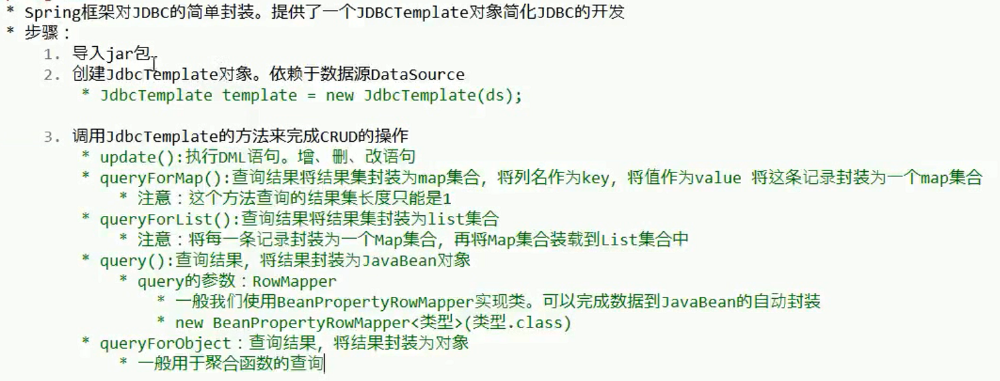 * Spring框架对JDBC的简单封装。提供了一个JDBCTemplate对象简化JDBC的开发
* 步骤：
1. 导入jar包
2. 创建JdbcTemplate对象。依赖于数据源DataSource
* JdbcTemplate template = new JdbcTemplate(ds);
3. 调用JdbcTemplate的方法来完成CRUD的操作
* update():执行DML语句。增、删、改语句
* queryForMap():查询结果将结果集封装为map集合，将列名作为key，将值作为value 将这条记录封装为一个map集合
* 注意：这个方法查询的结果集长度只能是1
* queryForList():查询结果将结果集封装为list集合
* 注意：将每一条记录封装为一个Map集合，再将Map集合装载到List集合中
* query():查询结果，将结果封装为JavaBean对象
* query的参数：RowMapper
* 一般我们使用BeanPropertyRowMapper实现类。可以完成数据到JavaBean的自动封装
* new BeanPropertyRowMapper<类型>(类型.class)
* queryForObject：查询结果，将结果封装为对象
* 一般用于聚合函数的查询